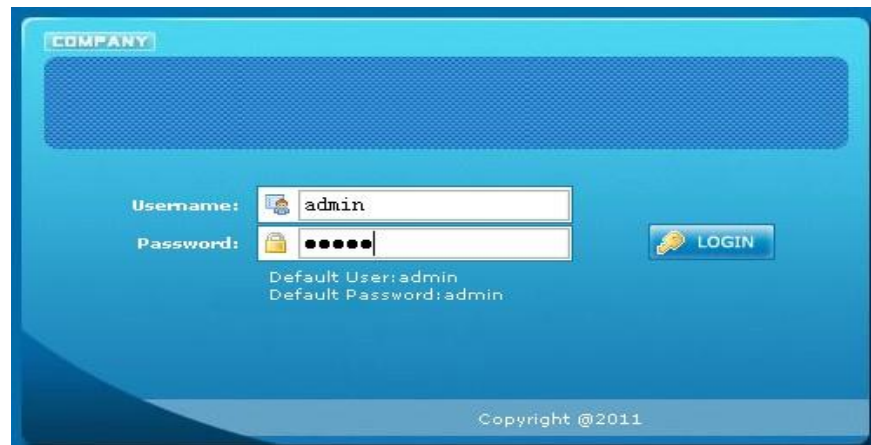 COMPANY
Username: admin
Password: ●●●●●
LOGIN
Default User:admin
Default Password:admin
Copyright @2011